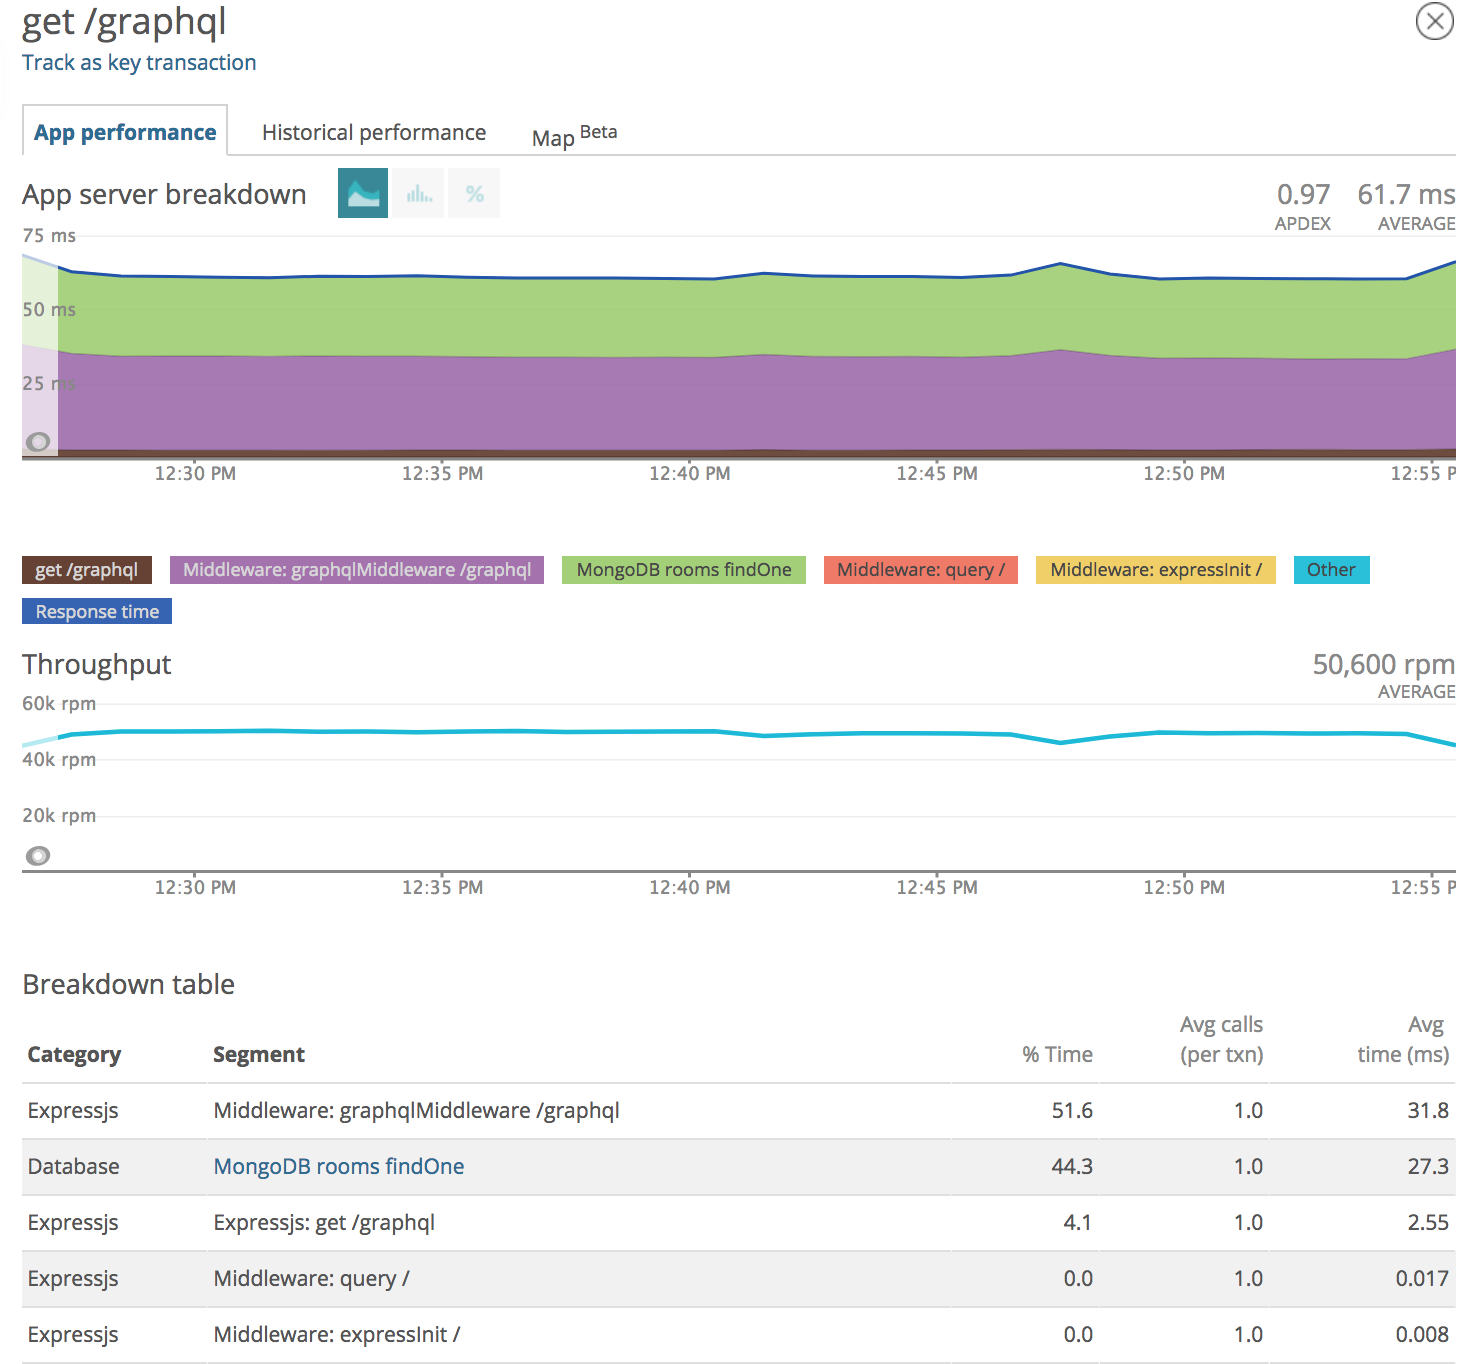 get /graphql
Track as key transaction
App performance
Historical performance
Map Beta
App server breakdown
%
0.97
61.7 ms
APDEX
AVERAGE
75 ms
50 ms
25 ms
12:30 PM
12:35 PM
12:40 PM
12:45 PM
12:50 PM
12:55 P
get /graphql
Middleware: graphqlMiddleware /graphql
MongoDB rooms findOne
Middleware: query /
Middleware: expressInit /
Other
Response time
Throughput
50,600 rpm
AVERAGE
60k rpm
40k rpm
20k rpm
12:30 PM
12:35 PM
12:40 PM
12:45 PM
12:50 PM
12:55 P
Breakdown table
Category
Segment
% Time
Avg calls
(per txn)
Avg
time (ms)
Expressjs
Middleware: graphqlMiddleware /graphql
51.6
1.0
31.8
Database
MongoDB rooms findOne
44.3
1.0
27.3
Expressjs
Expressjs: get /graphql
4.1
1.0
2.55
Expressjs
Middleware: query /
0.0
1.0
0.017
Expressjs
Middleware: expressInit /
0.0
1.0
0.008